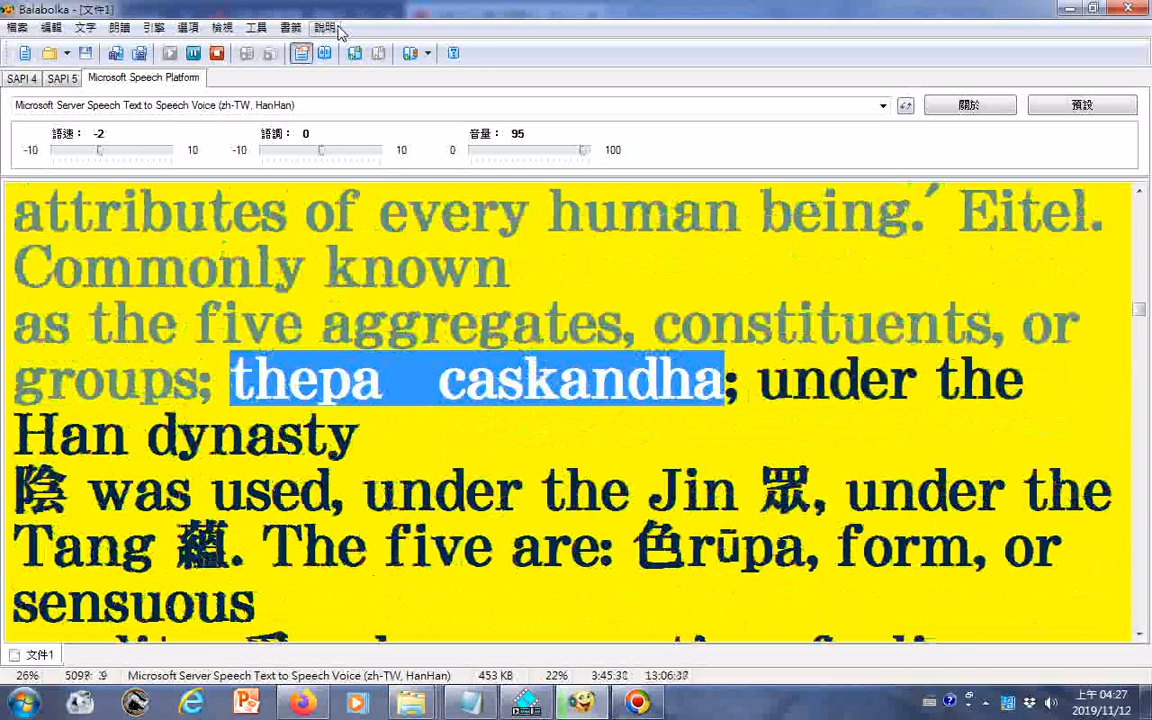 Balabolka - [文件1]
檔案 編輯 文字 朗讀 引擎 選項 檢視 工具 書籤 說明
SAPI 4 SAPI 5 Microsoft Speech Platform
Microsoft Server Speech Text to Speech Voice (zh-TW, HanHan) 關於 預設
語速： -2 語調： 0 音量： 95
-10 10 -10 10 0 100
attributes of every human being.′ Eitel.
Commonly known
as the five aggregates, constituents, or
groups; thepa caskandha; under the
Han dynasty
陰 was used, under the Jin 眾, under the
Tang 蘊. The five are: 色rūpa, form, or
sensuous
文件1
26% Microsoft Server Speech Text to Speech Voice (zh-TW, HanHan) 453 KB 22%
上午 04:27
2019/11/12